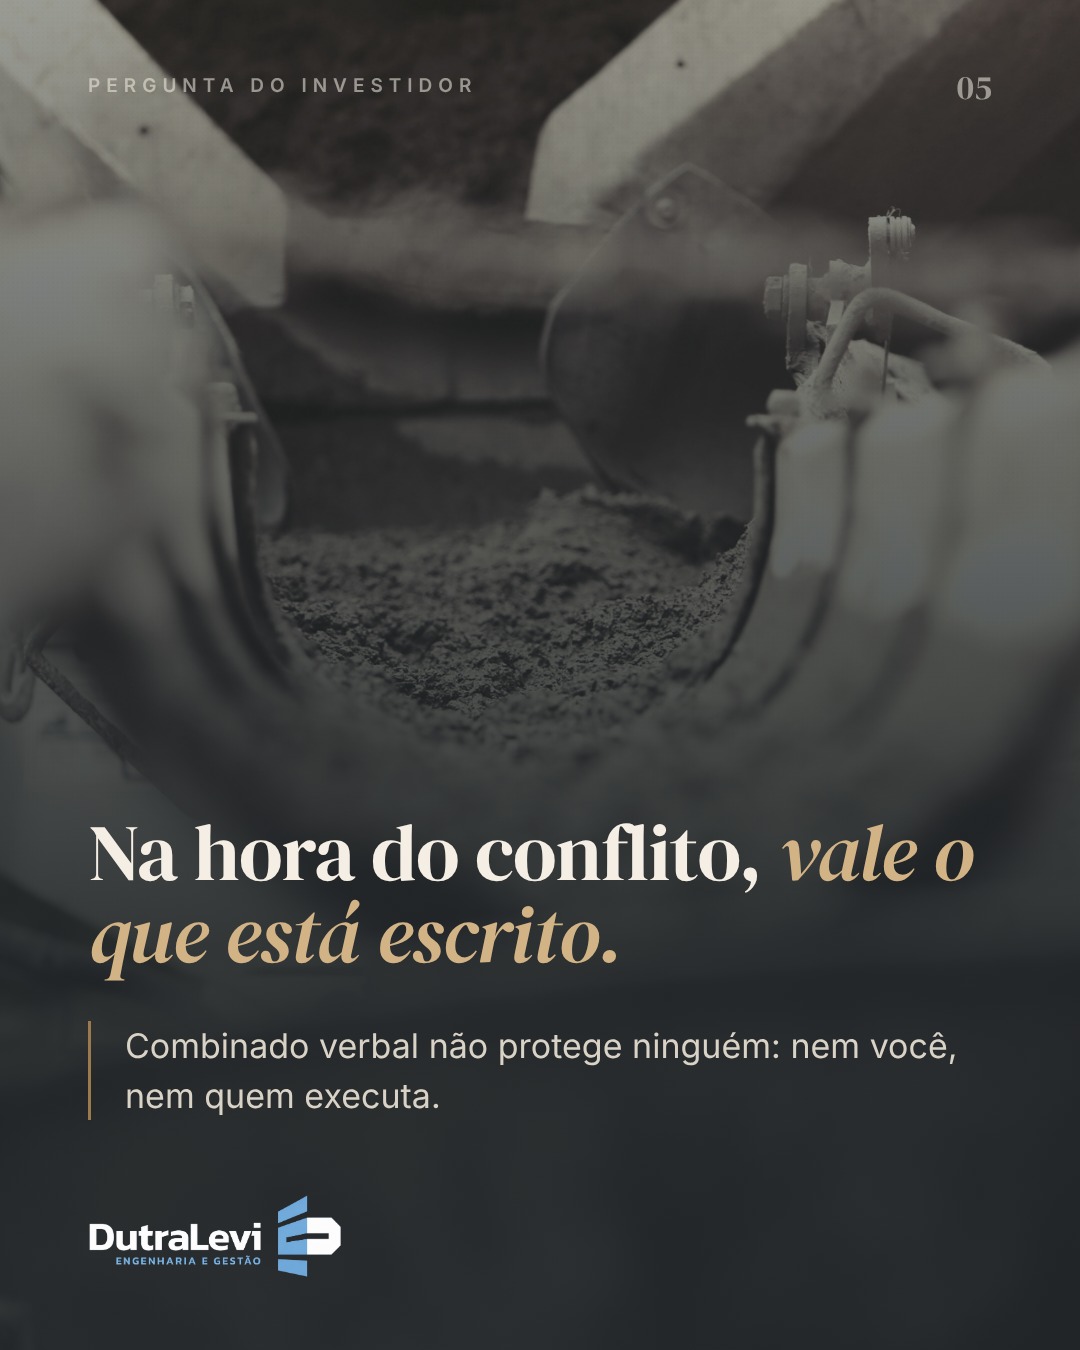 PERGUNTA DO INVESTIDOR
05
Na hora do conflito, vale o
que está escrito.
Combinado verbal não protege ninguém: nem você,
nem quem executa.
DutraLevi
ENGENHARIA E GESTÃO